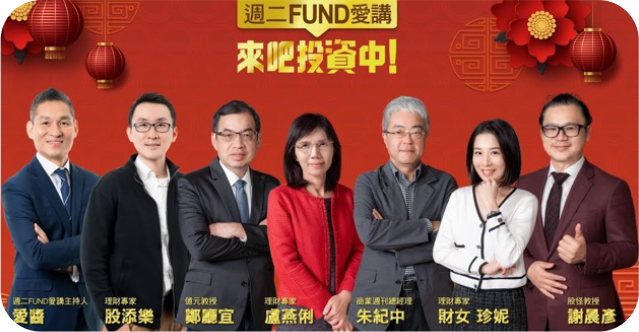 週二FUND愛講
來吧投資中!
週二FUND愛講主持人
愛醬
理財專家
股添樂
億元教授
鄭廳宜
理財專家
盧燕俐
商業週刊總經理
朱紀中
理財專家
財女 珍妮
股怪教授
謝晨彥